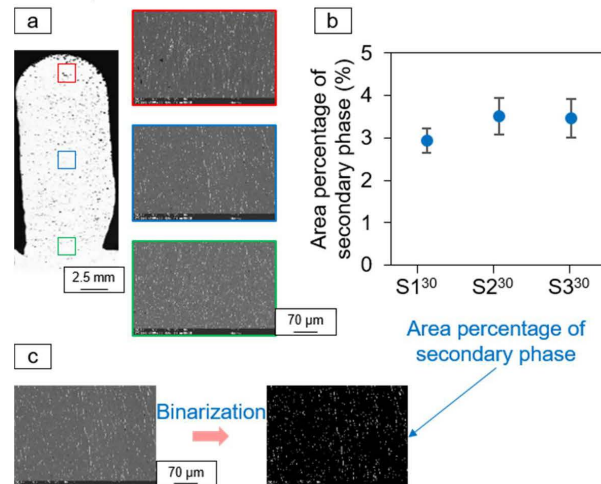 a
2.5 mm
70 µm
b
Area percentage of
secondary phase (%)
5
4
3
2
1
0
S1³⁰
S2³⁰
S3³⁰
Area percentage of
secondary phase
c
Binarization
70 µm